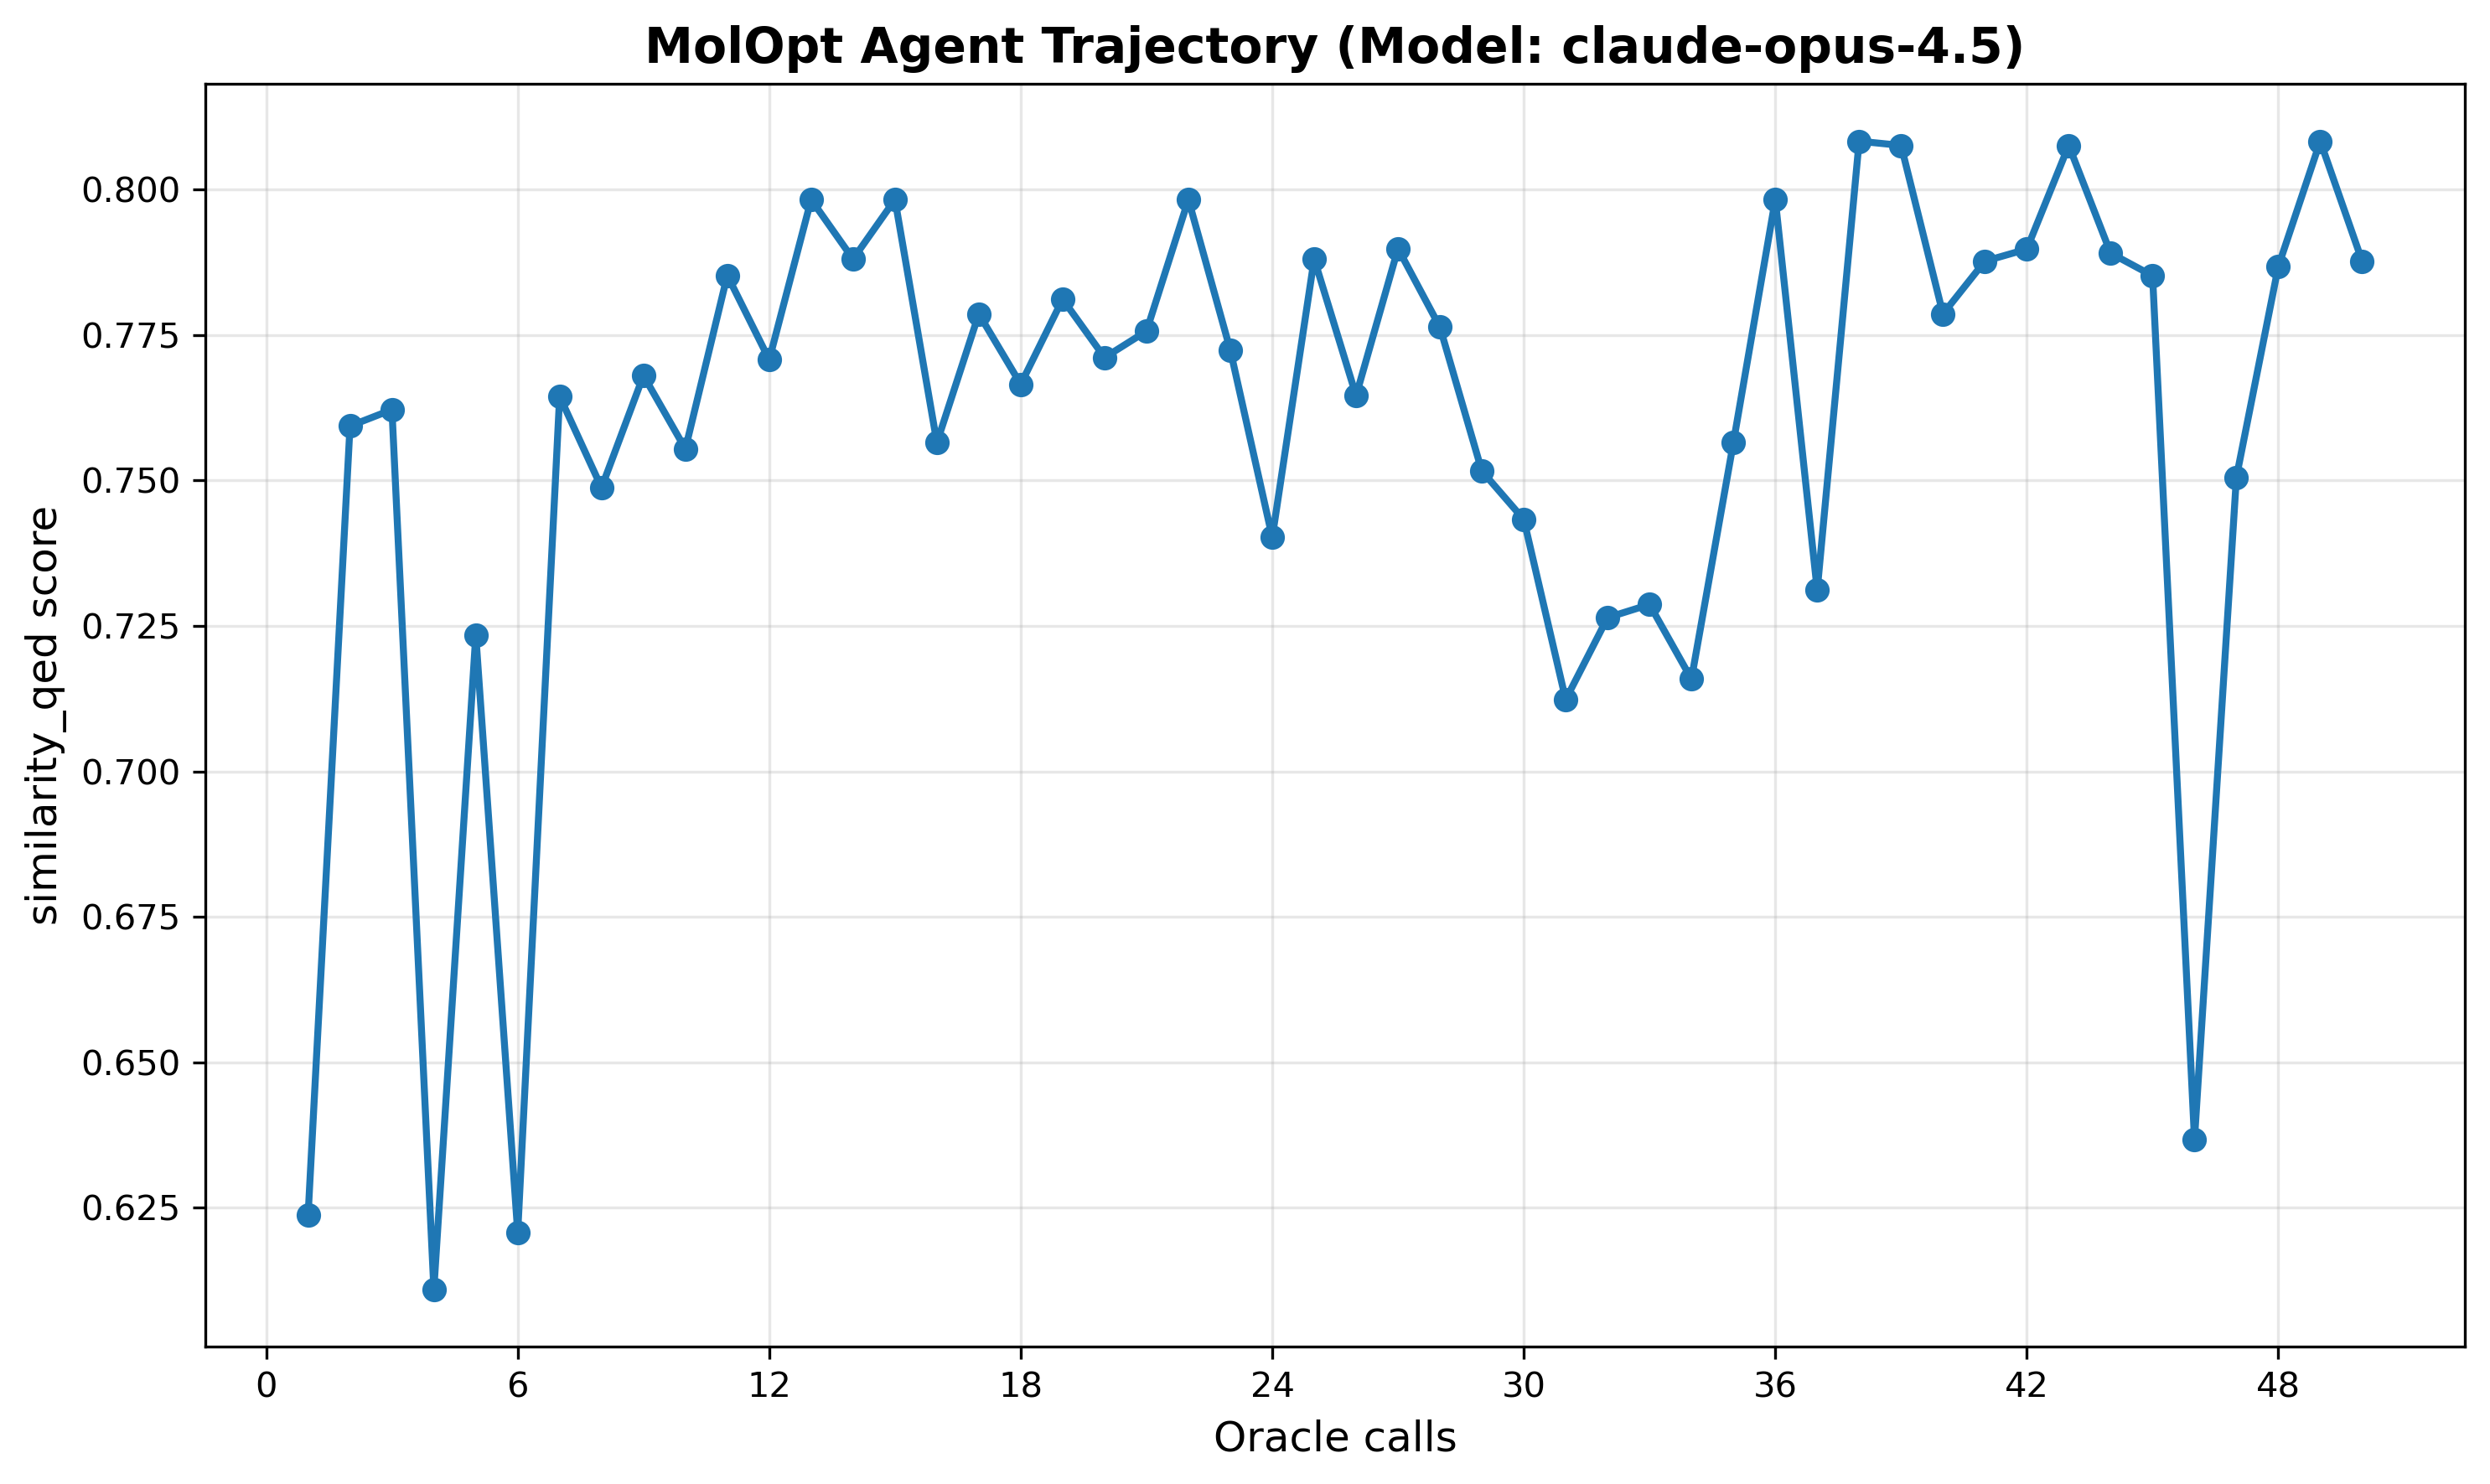 MolOpt Agent Trajectory (Model: claude-opus-4.5)
similarity_qed score
0.800
0.775
0.750
0.725
0.700
0.675
0.650
0.625
0 6 12 18 24 30 36 42 48
Oracle calls